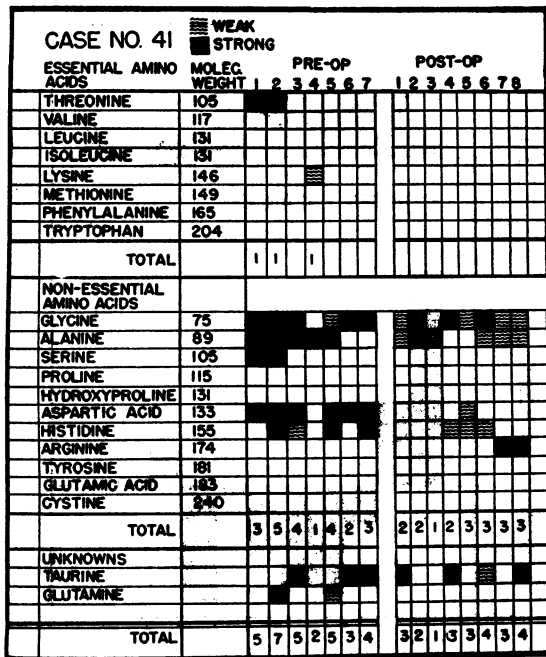 WEAK
CASE NO. 41 STRONG
ESSENTIAL AMINO ACIDS MOLEC. WEIGHT PRE-OP POST-OP
1 2 3 4 5 6 7 1 2 3 4 5 6 7 8
THREONINE 105
VALINE 117
LEUCINE 131
ISOLEUCINE 131
LYSINE 146
METHIONINE 149
PHENYLALANINE 165
TRYPTOPHAN 204
TOTAL 1 1 1
NON-ESSENTIAL
AMINO ACIDS
GLYCINE 75
ALANINE 89
SERINE 105
PROLINE 115
HYDROXYPROLINE 131
ASPARTIC ACID 133
HISTIDINE 155
ARGININE 174
TYROSINE 181
GLUTAMIC ACID 183
CYSTINE 240
TOTAL 3 5 4 1 4 2 3 2 2 1 2 3 3 3 3
UNKNOWNS
TAURINE
GLUTAMINE
TOTAL 5 7 5 2 5 3 4 3 2 1 3 3 4 3 4